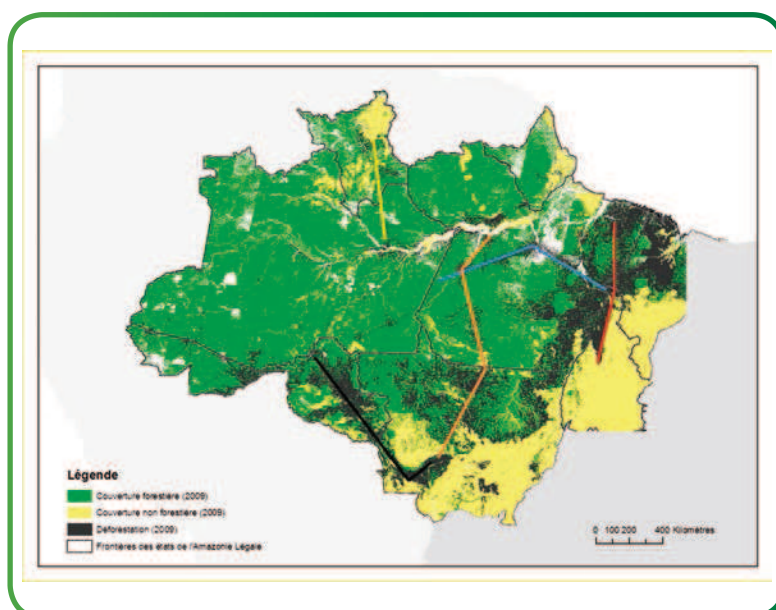 Légende
Couverture forestière (2009)
Couverture non forestière (2009)
Déforestation (2009)
Frontières des états de l'Amazonie Légale
0 100 200 400 Kilomètres